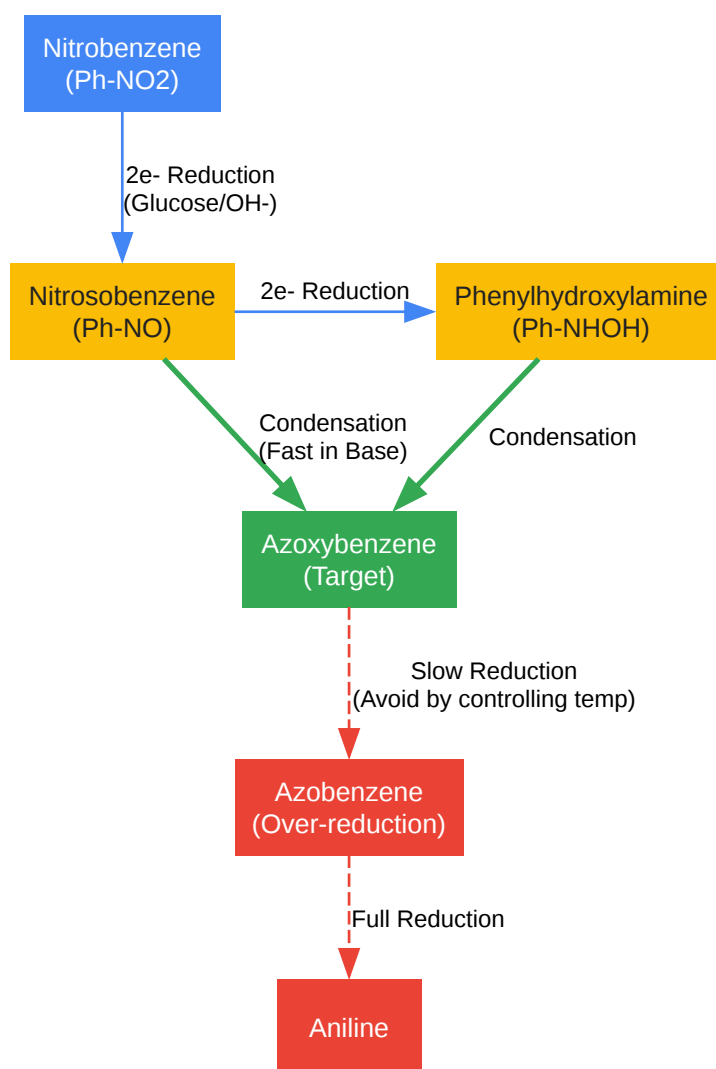 Nitrobenzene
(Ph-NO2)
2e- Reduction
(Glucose/OH-)
Nitrosobenzene
(Ph-NO)
2e- Reduction
Phenylhydroxylamine
(Ph-NHOH)
Condensation
(Fast in Base)
Condensation
Azoxybenzene
(Target)
Slow Reduction
(Avoid by controlling temp)
Azobenzene
(Over-reduction)
Full Reduction
Aniline